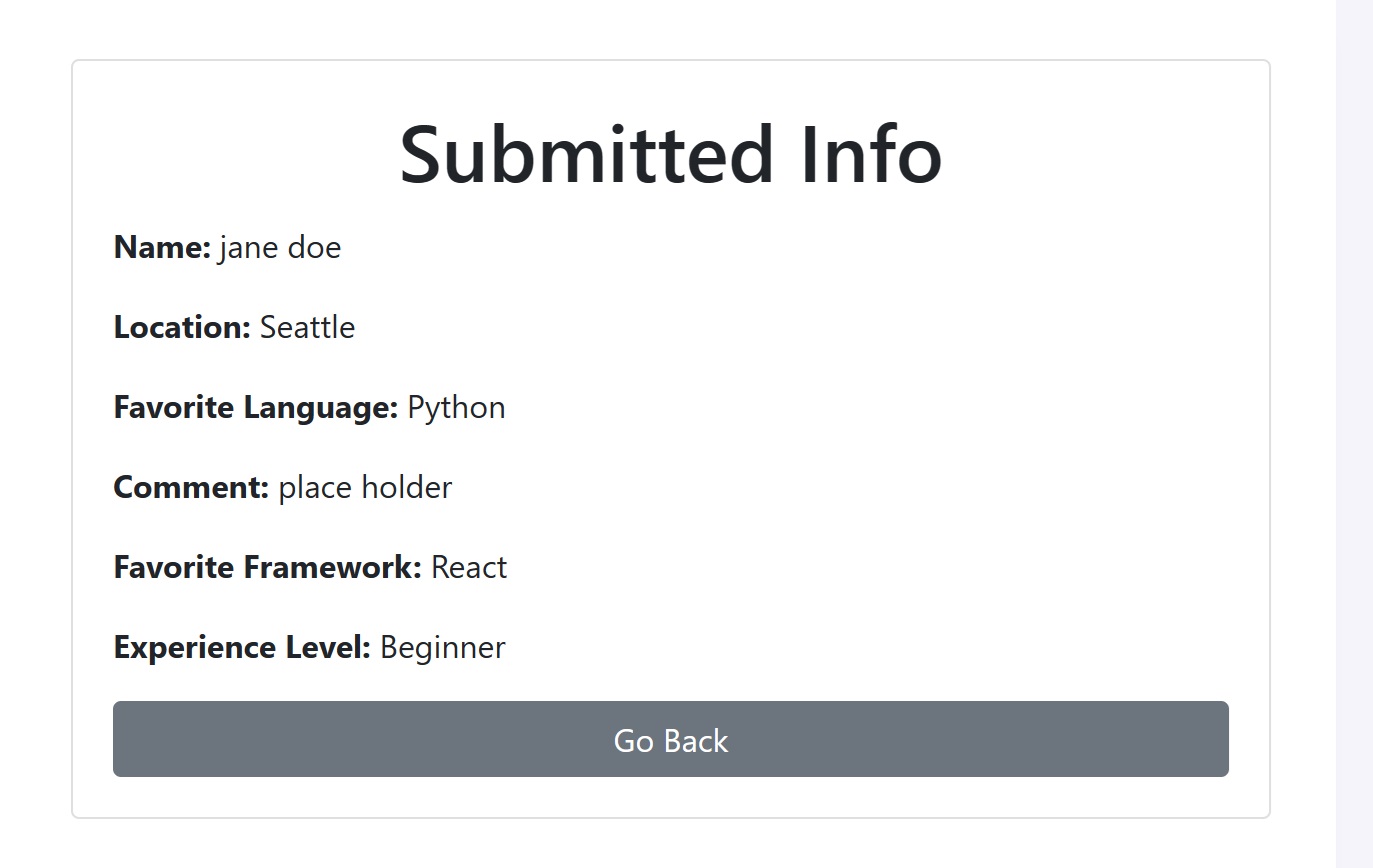 Submitted Info
Name: jane doe
Location: Seattle
Favorite Language: Python
Comment: place holder
Favorite Framework: React
Experience Level: Beginner
Go Back